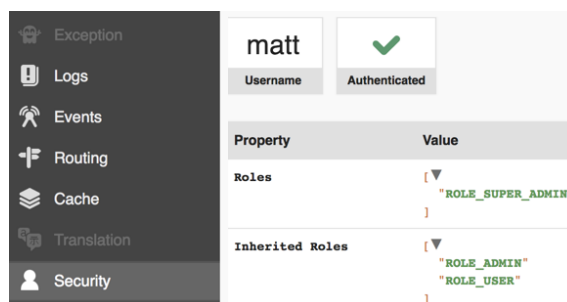 Exception
Logs
Events
Routing
Cache
Translation
Security
matt
Username
Authenticated
Property Value
Roles [
"ROLE_SUPER_ADMIN
]
Inherited Roles [
"ROLE_ADMIN"
"ROLE_USER"
]